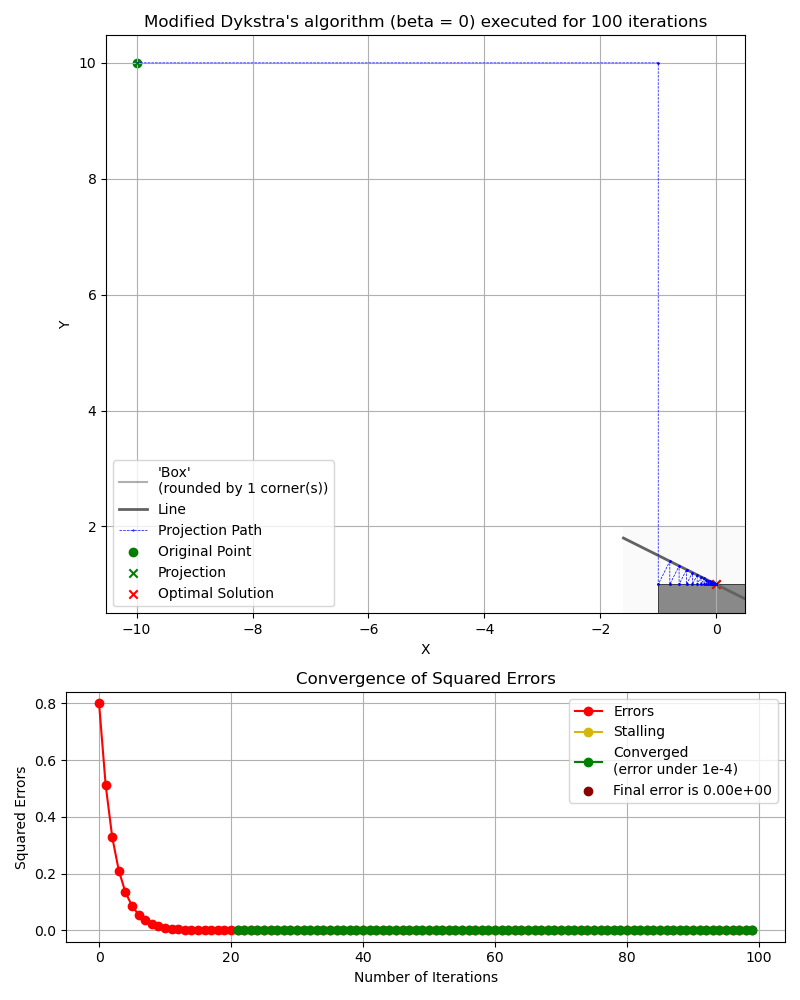 Modified Dykstra's algorithm (beta = 0) executed for 100 iterations
10
8
6
4
2
Y
'Box'
(rounded by 1 corner(s))
Line
Projection Path
Original Point
Projection
Optimal Solution
−10
−8
−6
−4
−2
0
X
Convergence of Squared Errors
0.8
0.6
0.4
0.2
0.0
Squared Errors
Errors
Stalling
Converged
(error under 1e-4)
Final error is 0.00e+00
0
20
40
60
80
100
Number of Iterations